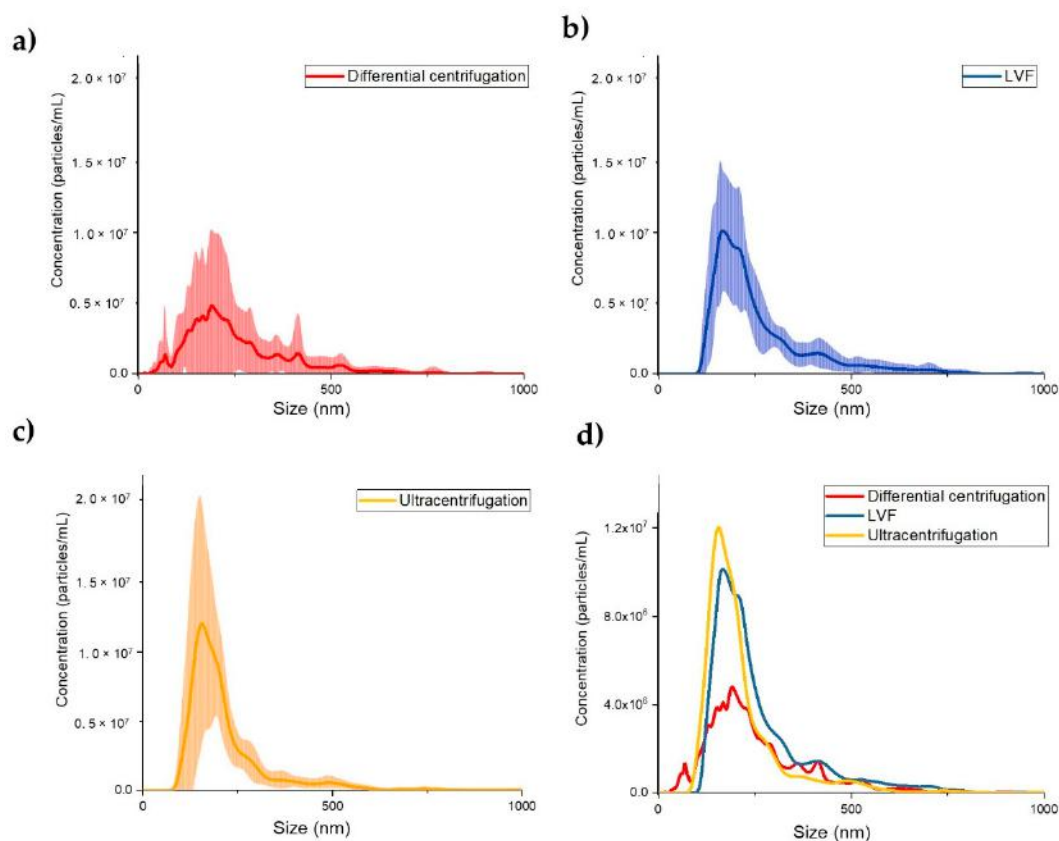 a)
Differential centrifugation
2.0 × 10⁷
1.5 × 10⁷
1.0 × 10⁷
0.5 × 10⁷
0.0
Concentration (particles/mL)
0
500
1000
Size (nm)
b)
LVF
2.0 × 10⁷
1.5 × 10⁷
1.0 × 10⁷
0.5 × 10⁷
0.0
Concentration (particles/mL)
0
500
1000
Size (nm)
c)
Ultracentrifugation
2.0 × 10⁷
1.5 × 10⁷
1.0 × 10⁷
0.5 × 10⁷
0.0
Concentration (particles/mL)
0
500
1000
Size (nm)
d)
Differential centrifugation
LVF
Ultracentrifugation
1.2x10⁷
8.0x10⁶
4.0x10⁶
0.0
Concentration (particles/mL)
0
500
1000
Size (nm)